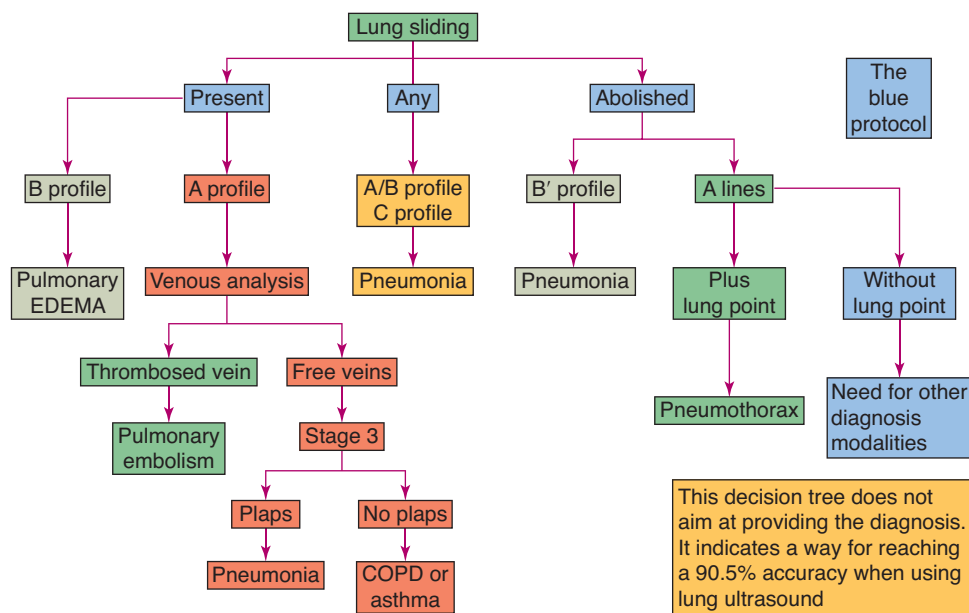 Lung sliding
Present
Any
Abolished
The
blue
protocol
B profile
A profile
A/B profile
C profile
B′ profile
A lines
Pulmonary
EDEMA
Venous analysis
Pneumonia
Pneumonia
Plus
lung point
Without
lung point
Thrombosed vein
Free veins
Pneumothorax
Need for other
diagnosis
modalities
Pulmonary
embolism
Stage 3
Plaps
No plaps
Pneumonia
COPD or
asthma
This decision tree does not
aim at providing the diagnosis.
It indicates a way for reaching
a 90.5% accuracy when using
lung ultrasound